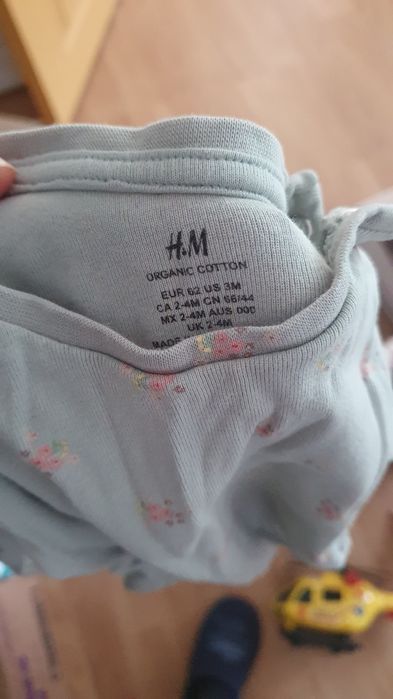 H&M
ORGANIC COTTON
EUR 62 US 3M
CA 2-4M CN 66/44
MX 2-4M AUS 000
UK 2-4M
MADE